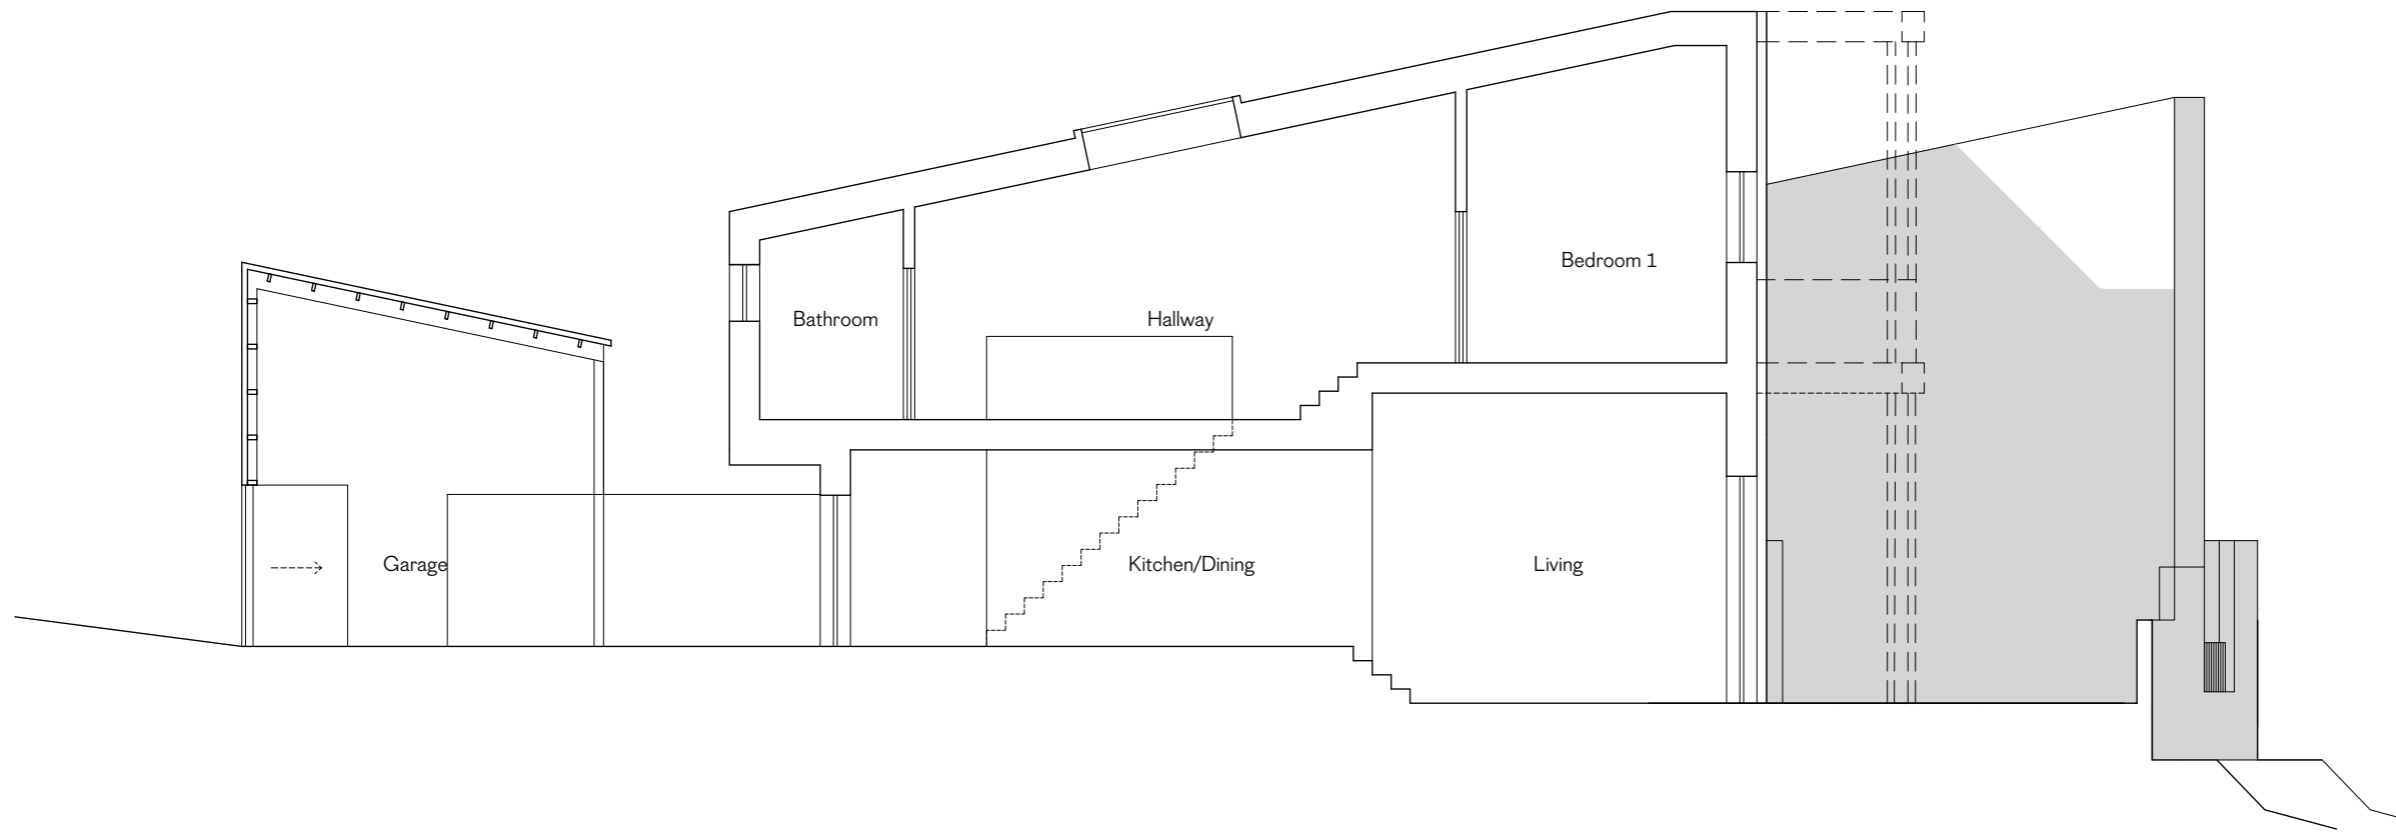 Bedroom 1
Bathroom
Hallway
Garage
Kitchen/Dining
Living